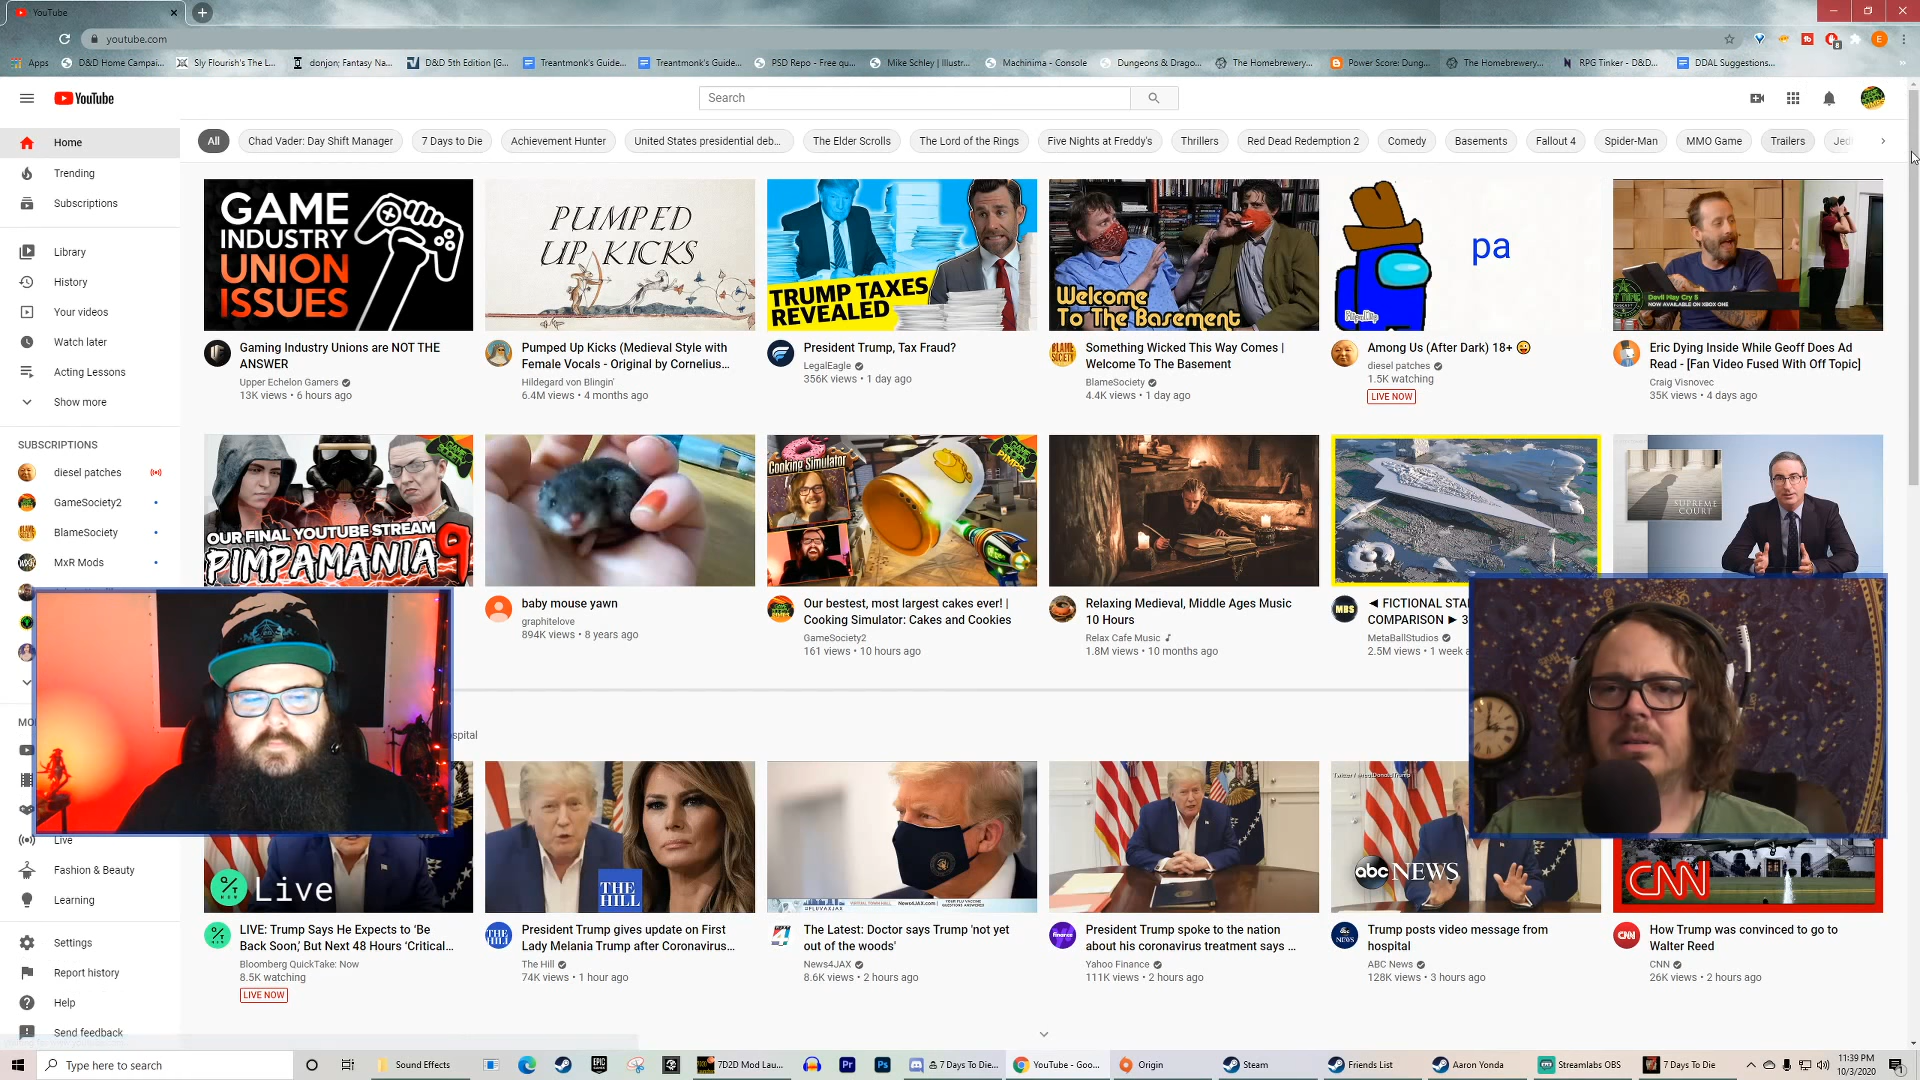 YouTube
youtube.com
Apps
D&D Home Campai...
Sly Flourish's The L...
donjon; Fantasy Na...
D&D 5th Edition [G...
Treantmonk's Guide...
Treantmonk's Guide...
PSD Repo - Free qu...
Mike Schley | Illustr...
Machinima - Console
Dungeons & Drago...
The Homebrewery...
Power Score: Dung...
The Homebrewery...
RPG Tinker - D&D...
DDAL Suggestions...
YouTube
Search
All
Chad Vader: Day Shift Manager
7 Days to Die
Achievement Hunter
United States presidential deb...
The Elder Scrolls
The Lord of the Rings
Five Nights at Freddy's
Thrillers
Red Dead Redemption 2
Comedy
Basements
Fallout 4
Spider-Man
MMO Game
Trailers
Jed
Home
Trending
Subscriptions
Library
History
Your videos
Watch later
Acting Lessons
Show more
SUBSCRIPTIONS
diesel patches
GameSociety2
BlameSociety
MxR Mods
MO
Live
Fashion & Beauty
Learning
Settings
Report history
Help
Send feedback
GAME
INDUSTRY
UNION
ISSUES
Gaming Industry Unions are NOT THE
ANSWER
Upper Echelon Gamers
13K views • 6 hours ago
PUMPED
UP KICKS
Pumped Up Kicks (Medieval Style with
Female Vocals - Original by Cornelius...
Hildegard von Blingin'
6.4M views • 4 months ago
TRUMP TAXES
REVEALED
President Trump, Tax Fraud?
LegalEagle
356K views • 1 day ago
Welcome
To The Basement
Something Wicked This Way Comes |
Welcome To The Basement
BlameSociety
4.4K views • 1 day ago
pa
FlipaClip
Among Us (After Dark) 18+ 😜
diesel patches
1.5K watching
LIVE NOW
Devil May Cry 5
NOW AVAILABLE ON XBOX ONE
Eric Dying Inside While Geoff Does Ad
Read - [Fan Video Fused With Off Topic]
Craig Visnovec
35K views • 4 days ago
OUR FINAL YOUTUBE STREAM
PIMPAMANIA 9
baby mouse yawn
graphitelove
894K views • 8 years ago
Cooking Simulator
Our bestest, most largest cakes ever! |
Cooking Simulator: Cakes and Cookies
GameSociety2
161 views • 10 hours ago
Relaxing Medieval, Middle Ages Music
10 Hours
Relax Cafe Music
1.8M views • 10 months ago
MBS
◄ FICTIONAL STA
COMPARISON ► 3
MetaBallStudios
2.5M views • 1 week a
SUPREME
COURT
spital
Live
LIVE: Trump Says He Expects to 'Be
Back Soon,' But Next 48 Hours 'Critical...
Bloomberg QuickTake: Now
8.5K watching
LIVE NOW
THE
HILL
President Trump gives update on First
Lady Melania Trump after Coronavirus...
The Hill
74K views • 1 hour ago
The Latest: Doctor says Trump 'not yet
out of the woods'
News4JAX
8.6K views • 2 hours ago
President Trump spoke to the nation
about his coronavirus treatment says ...
Yahoo Finance
111K views • 2 hours ago
abc NEWS
Trump posts video message from
hospital
ABC News
128K views • 3 hours ago
CNN
How Trump was convinced to go to
Walter Reed
CNN
26K views • 2 hours ago
Type here to search
Sound Effects
7D2D Mod Lau...
7 Days To Die...
YouTube - Goo...
Origin
Steam
Friends List
Aaron Yonda
Streamlabs OBS
7 Days To Die
11:39 PM
10/3/2020